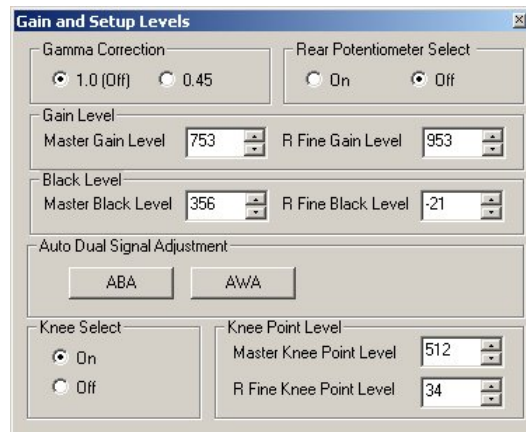 Gain and Setup Levels
Gamma Correction
1.0 (Off) 0.45
Rear Potentiometer Select
On Off
Gain Level
Master Gain Level 753 R Fine Gain Level 953
Black Level
Master Black Level 356 R Fine Black Level -21
Auto Dual Signal Adjustment
ABA AWA
Knee Select
On
Off
Knee Point Level
Master Knee Point Level 512
R Fine Knee Point Level 34